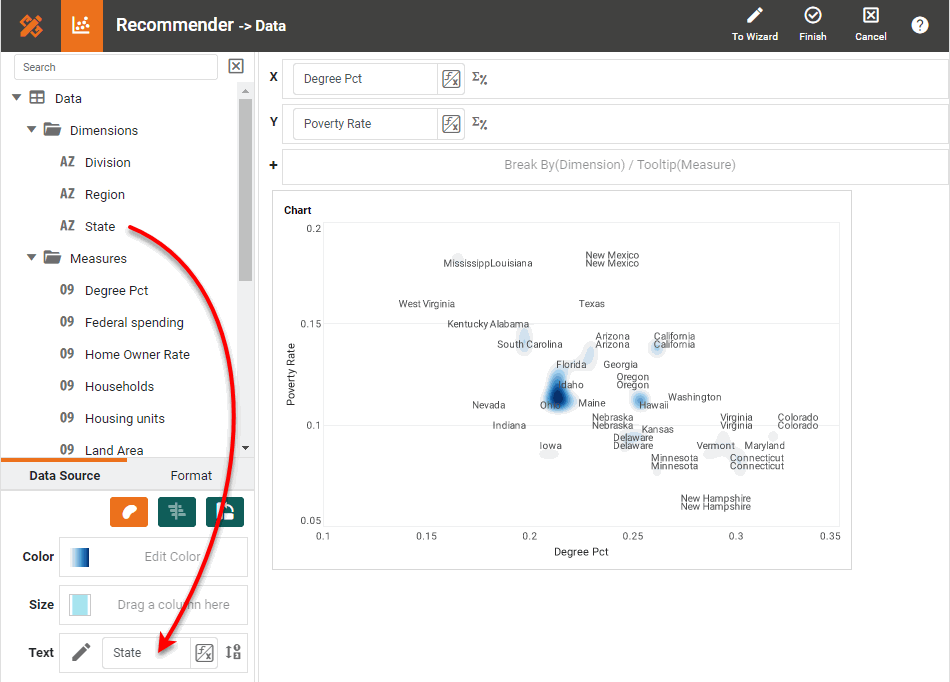 Recommender -> Data
To Wizard
Finish
Cancel
?
Search
Data
Dimensions
AZ Division
AZ Region
AZ State
Measures
09 Degree Pct
09 Federal spending
09 Home Owner Rate
09 Households
09 Housing units
09 Land Area
Data Source
Format
Color
Edit Color
Size
Drag a column here
Text
State
X
Degree Pct
Σ%
Y
Poverty Rate
Σ%
+
Break By(Dimension) / Tooltip(Measure)
Chart
0.2
0.15
0.1
0.05
Poverty Rate
New Mexico
MississippLouisiana
New Mexico
West Virginia
Texas
Kentucky Alabama
South Carolina
Arizona
Arizona
California
California
Florida
Georgia
Idaho
Oregon
Oregon
Nevada
Ohio
Maine
Hawaii
Washington
Indiana
Nebraska
Nebraska
Kansas
Virginia
Virginia
Colorado
Colorado
Iowa
Delaware
Delaware
Vermont
Maryland
Minnesota
Minnesota
Connecticut
Connecticut
New Hampshire
New Hampshire
0.1
0.15
0.2
0.25
0.3
0.35
Degree Pct